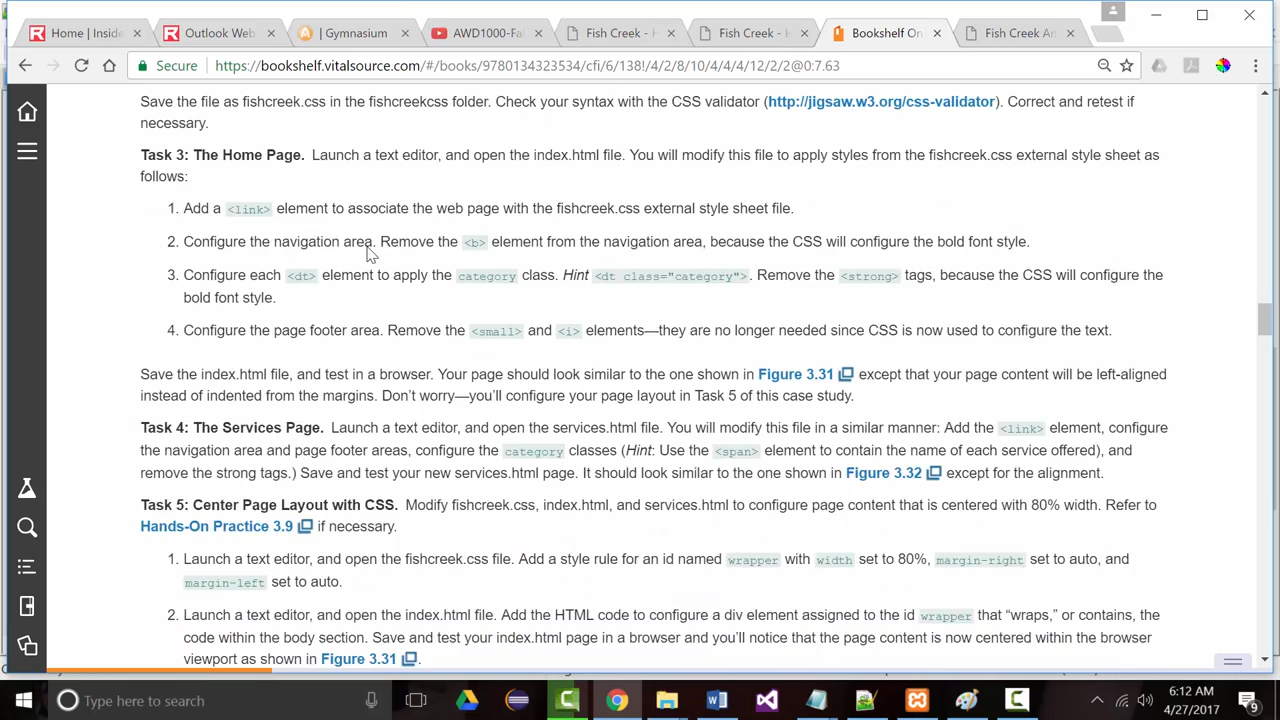 Home | Inside
Outlook Web
| Gymnasium
AWD1000-Fal
Fish Creek - H
Fish Creek - H
Bookshelf On
Fish Creek An
Secure https://bookshelf.vitalsource.com/#/books/9780134323534/cfi/6/138!/4/2/8/10/4/4/4/12/2/2@0:7.63
Save the file as fishcreek.css in the fishcreekcss folder. Check your syntax with the CSS validator (http://jigsaw.w3.org/css-validator). Correct and retest if
necessary.
Task 3: The Home Page. Launch a text editor, and open the index.html file. You will modify this file to apply styles from the fishcreek.css external style sheet as
follows:
1. Add a <link> element to associate the web page with the fishcreek.css external style sheet file.
2. Configure the navigation area. Remove the <b> element from the navigation area, because the CSS will configure the bold font style.
3. Configure each <dt> element to apply the category class. Hint <dt class="category">. Remove the <strong> tags, because the CSS will configure the
bold font style.
4. Configure the page footer area. Remove the <small> and <i> elements—they are no longer needed since CSS is now used to configure the text.
Save the index.html file, and test in a browser. Your page should look similar to the one shown in Figure 3.31 except that your page content will be left-aligned
instead of indented from the margins. Don’t worry—you’ll configure your page layout in Task 5 of this case study.
Task 4: The Services Page. Launch a text editor, and open the services.html file. You will modify this file in a similar manner: Add the <link> element, configure
the navigation area and page footer areas, configure the category classes (Hint: Use the <span> element to contain the name of each service offered), and
remove the strong tags.) Save and test your new services.html page. It should look similar to the one shown in Figure 3.32 except for the alignment.
Task 5: Center Page Layout with CSS. Modify fishcreek.css, index.html, and services.html to configure page content that is centered with 80% width. Refer to
Hands-On Practice 3.9 if necessary.
1. Launch a text editor, and open the fishcreek.css file. Add a style rule for an id named wrapper with width set to 80%, margin-right set to auto, and
margin-left set to auto.
2. Launch a text editor, and open the index.html file. Add the HTML code to configure a div element assigned to the id wrapper that “wraps,” or contains, the
code within the body section. Save and test your index.html page in a browser and you’ll notice that the page content is now centered within the browser
viewport as shown in Figure 3.31.
Type here to search
6:12 AM
4/27/2017
9